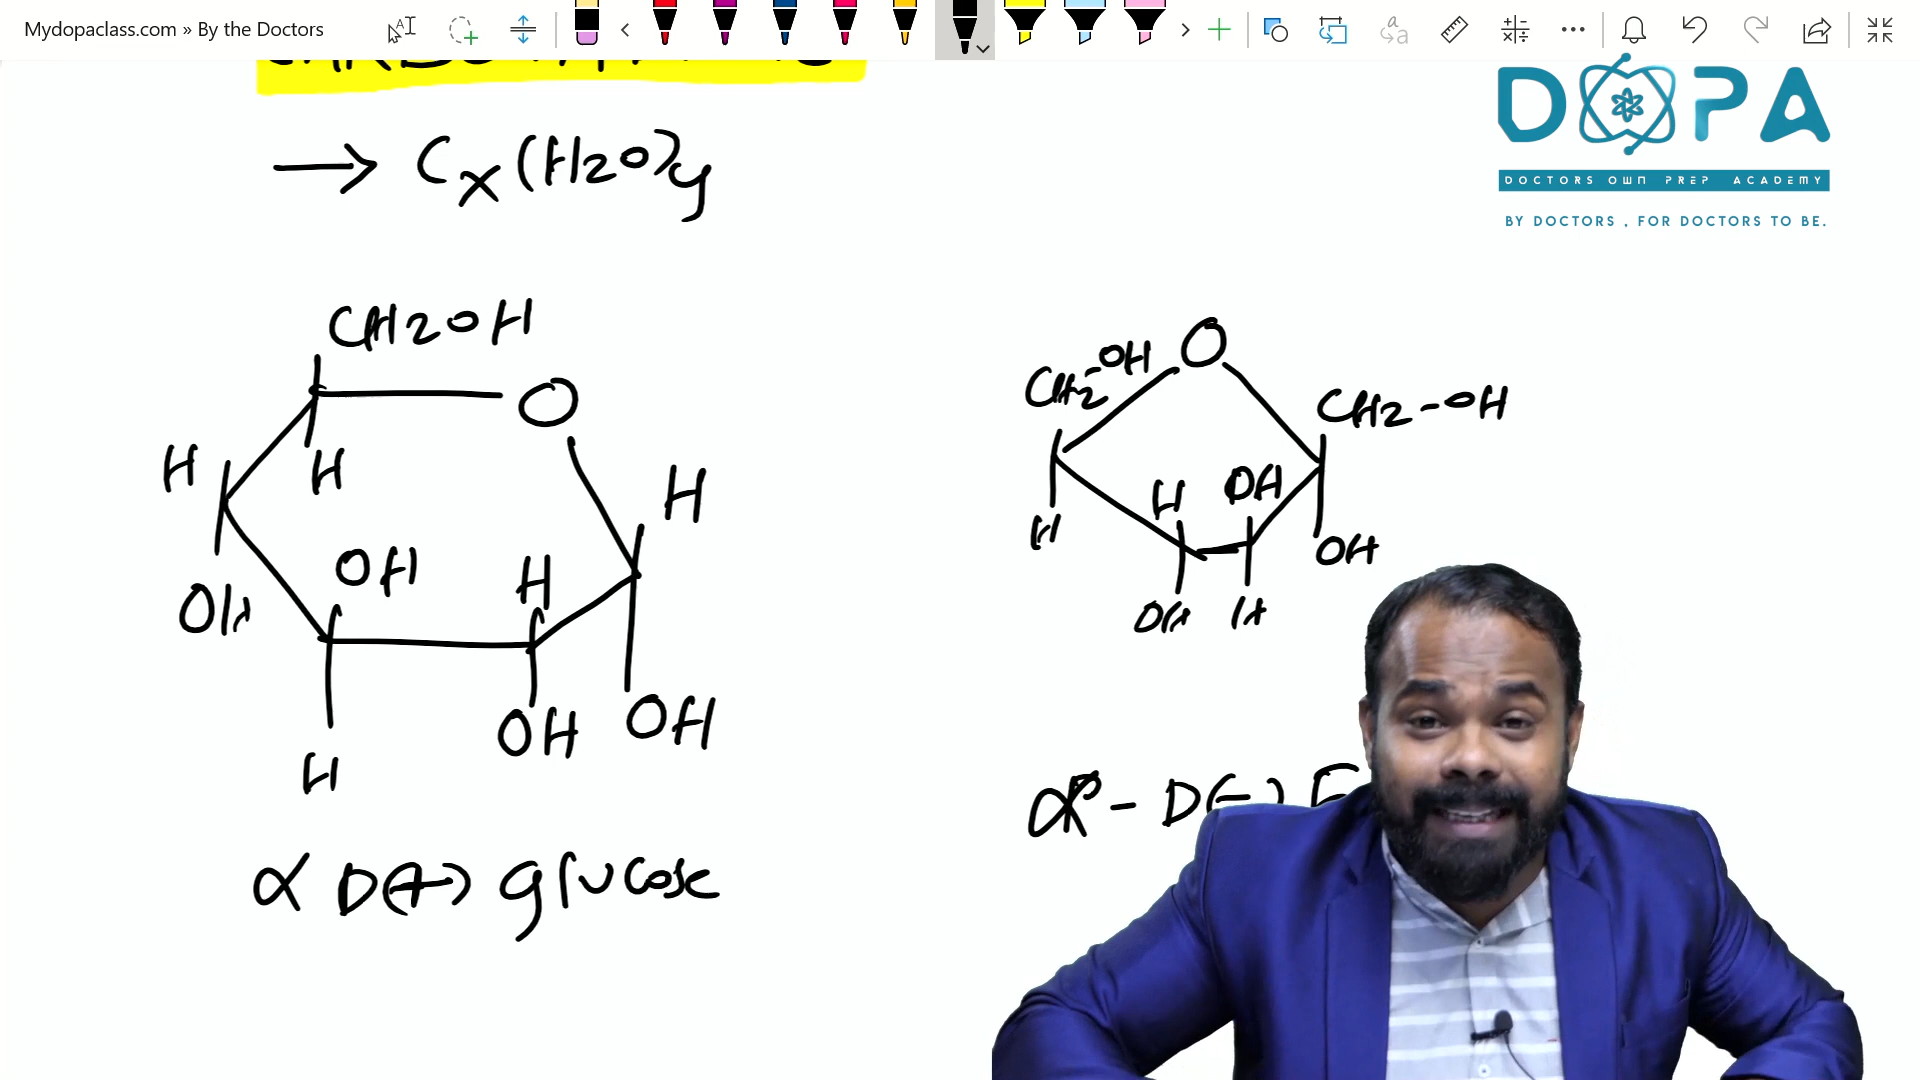 Mydopaclass.com » By the Doctors
DOPA
DOCTORS OWN PREP ACADEMY
BY DOCTORS , FOR DOCTORS TO BE.
→ Cx(H2O)y
CH2OH
O
H
H
H
OH
OH
H
H
OH
OH
α D(+) glucose
O
CH2-OH
CH2-OH
H
OH
H
OH
OH
H
- D(-) F